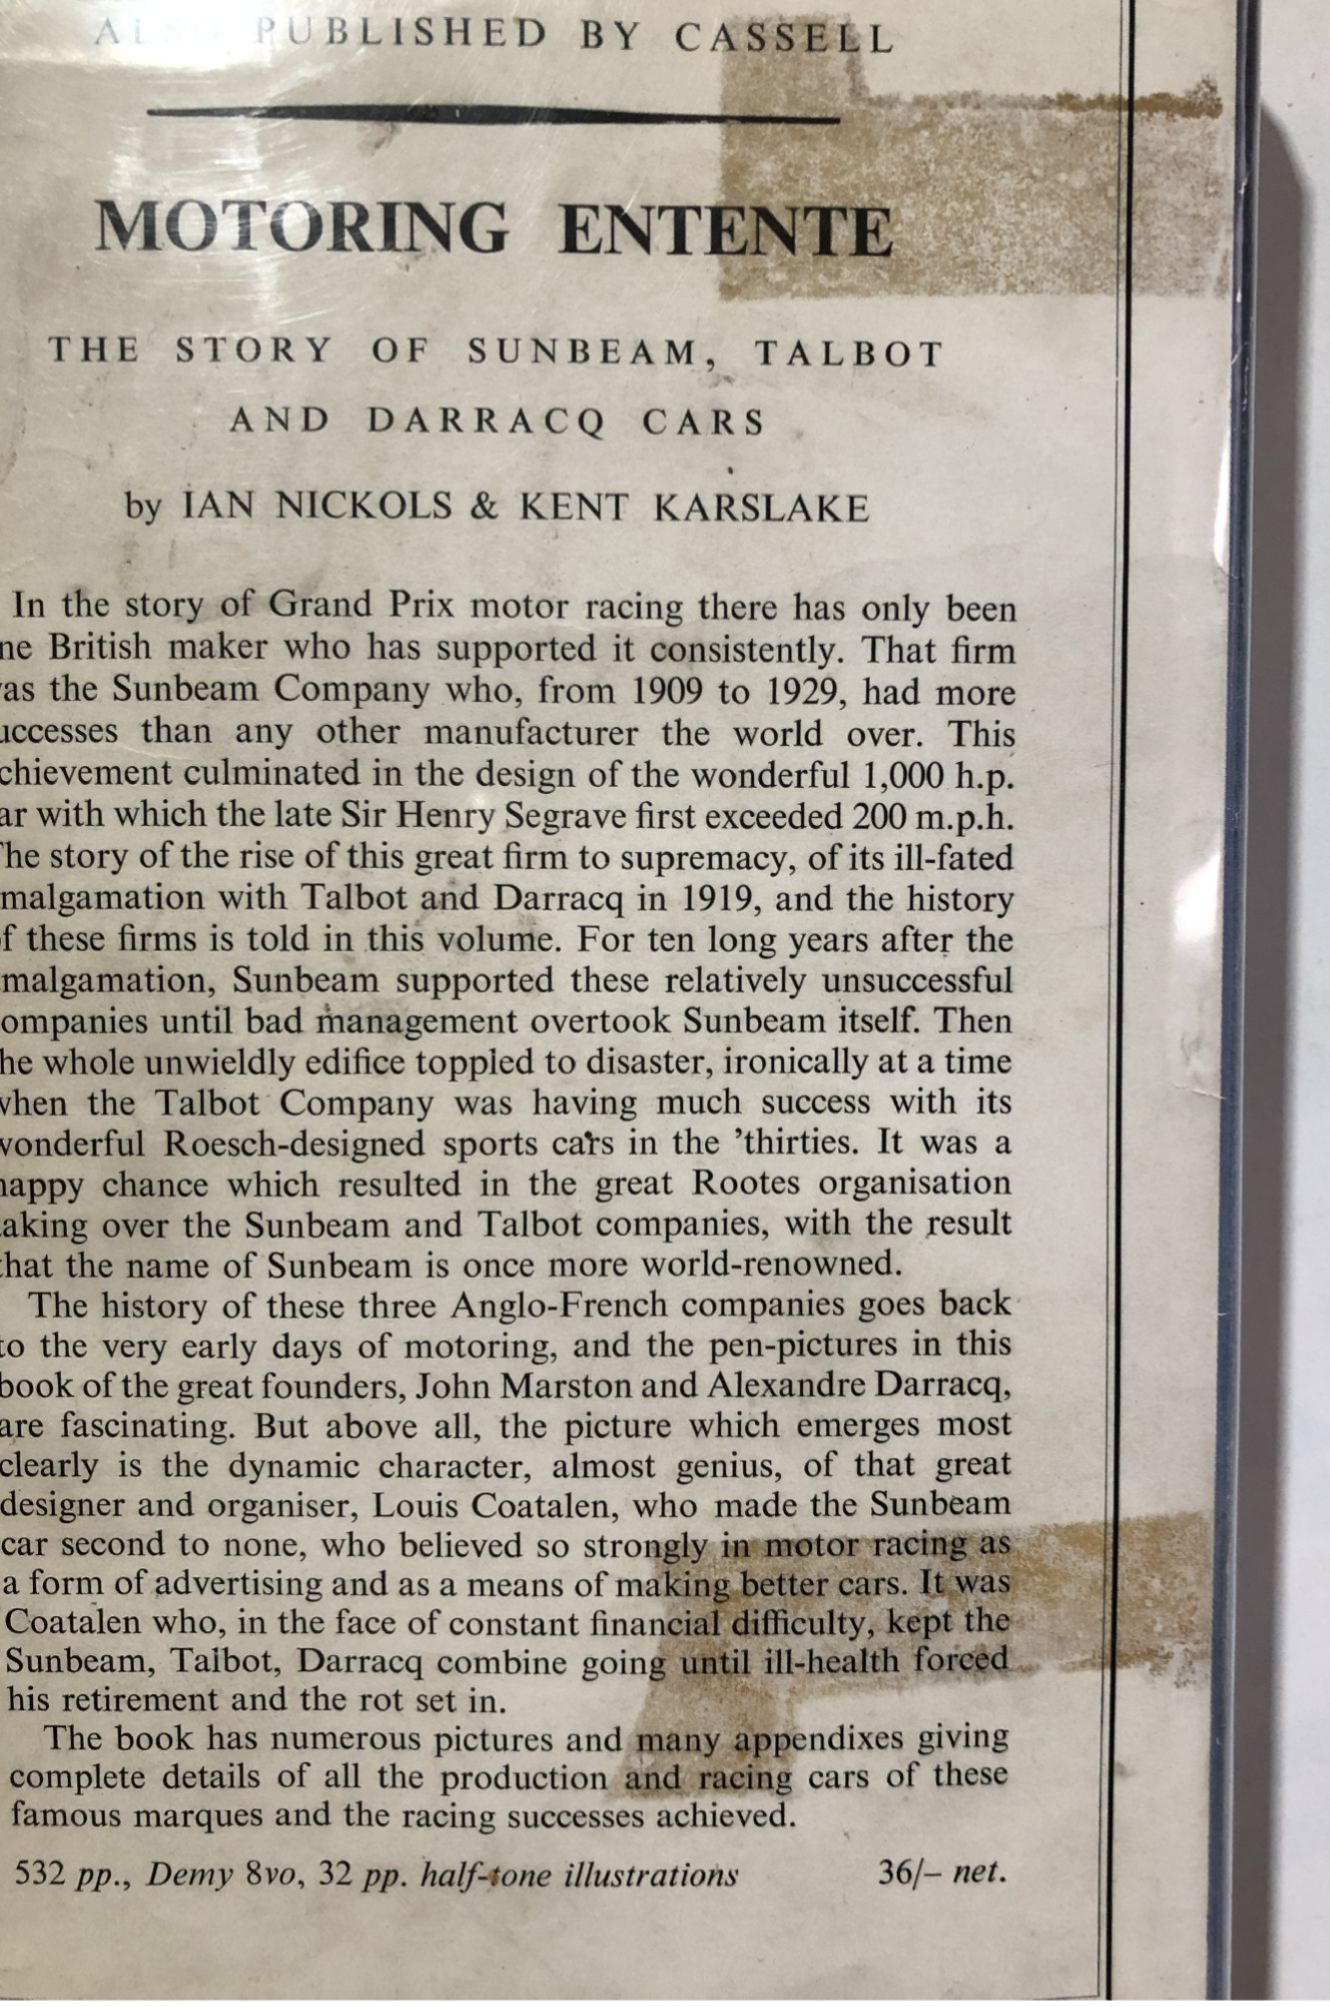 ALSO PUBLISHED BY CASSELL
MOTORING ENTENTE
THE STORY OF SUNBEAM, TALBOT
AND DARRACQ CARS
by IAN NICKOLS & KENT KARSLAKE
In the story of Grand Prix motor racing there has only been
ne British maker who has supported it consistently. That firm
as the Sunbeam Company who, from 1909 to 1929, had more
uccesses than any other manufacturer the world over. This
chievement culminated in the design of the wonderful 1,000 h.p.
ar with which the late Sir Henry Segrave first exceeded 200 m.p.h.
he story of the rise of this great firm to supremacy, of its ill-fated
malgamation with Talbot and Darracq in 1919, and the history
f these firms is told in this volume. For ten long years after the
malgamation, Sunbeam supported these relatively unsuccessful
ompanies until bad management overtook Sunbeam itself. Then
he whole unwieldly edifice toppled to disaster, ironically at a time
when the Talbot Company was having much success with its
wonderful Roesch-designed sports cars in the ’thirties. It was a
happy chance which resulted in the great Rootes organisation
taking over the Sunbeam and Talbot companies, with the result
that the name of Sunbeam is once more world-renowned.
The history of these three Anglo-French companies goes back
to the very early days of motoring, and the pen-pictures in this
book of the great founders, John Marston and Alexandre Darracq,
are fascinating. But above all, the picture which emerges most
clearly is the dynamic character, almost genius, of that great
designer and organiser, Louis Coatalen, who made the Sunbeam
car second to none, who believed so strongly in motor racing as
a form of advertising and as a means of making better cars. It was
Coatalen who, in the face of constant financial difficulty, kept the
Sunbeam, Talbot, Darracq combine going until ill-health forced
his retirement and the rot set in.
The book has numerous pictures and many appendixes giving
complete details of all the production and racing cars of these
famous marques and the racing successes achieved.
532 pp., Demy 8vo, 32 pp. half-tone illustrations 36/– net.